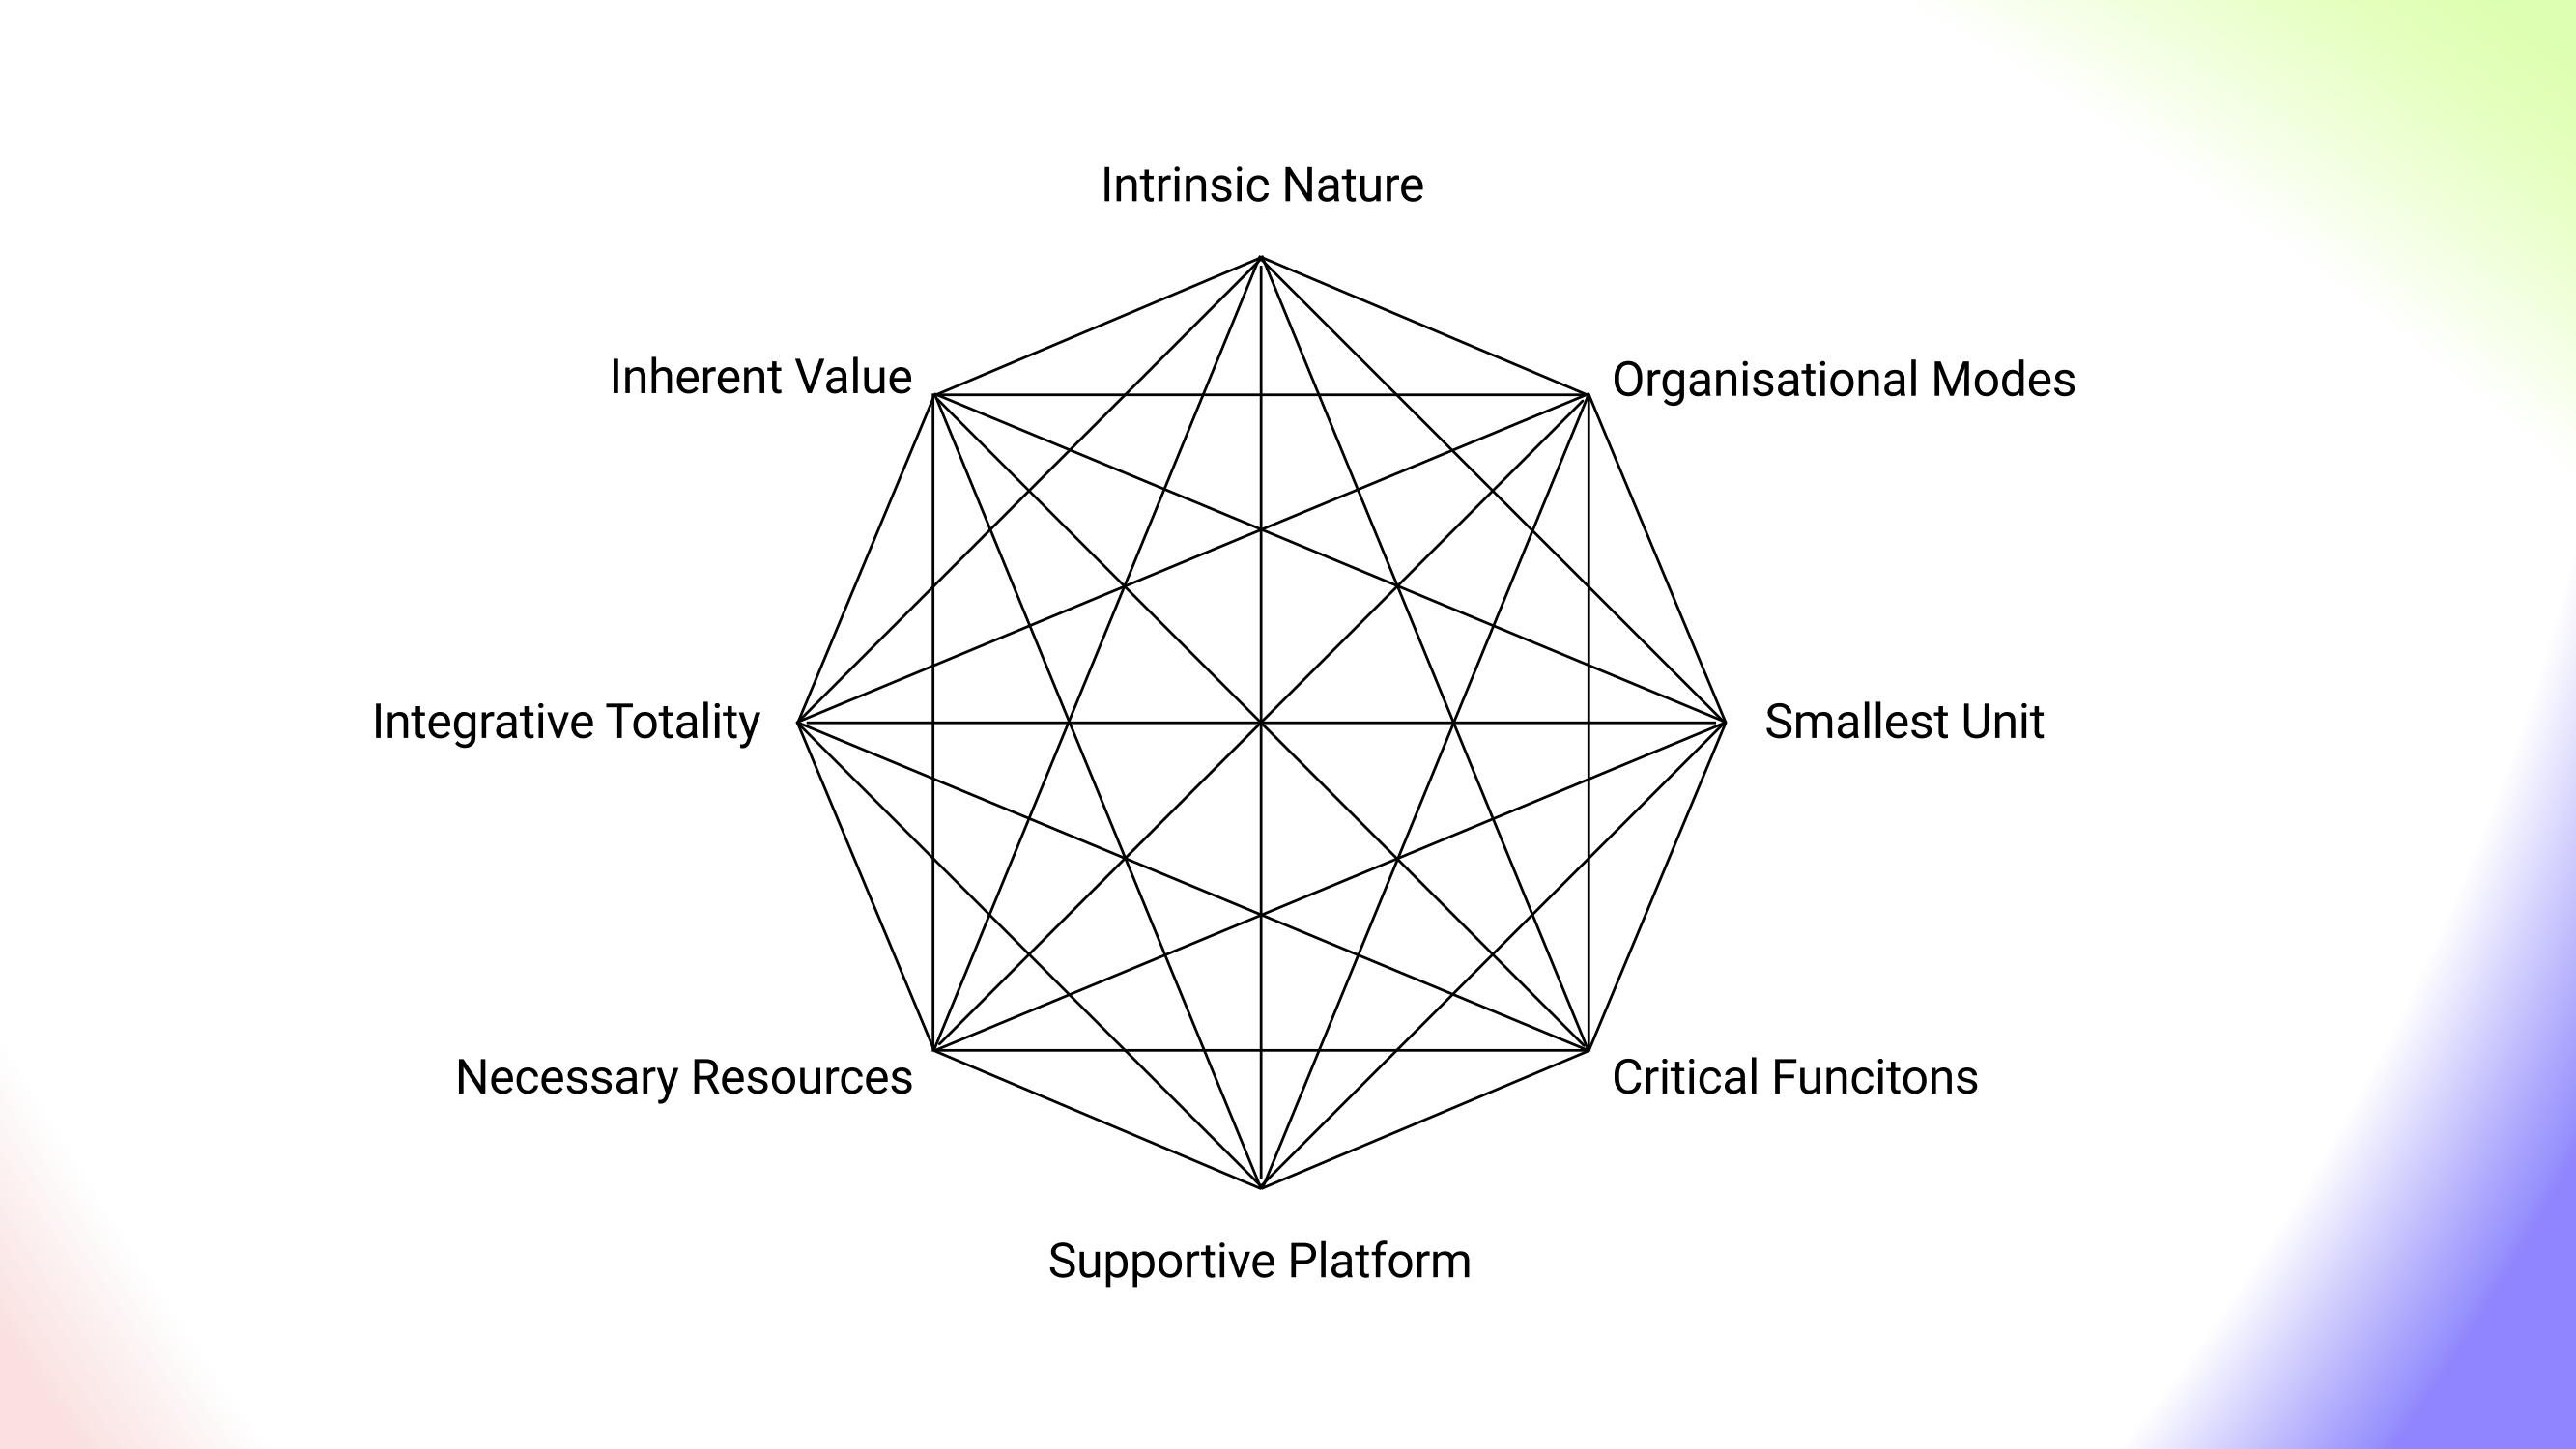 Intrinsic Nature
Inherent Value
Organisational Modes
Integrative Totality
Smallest Unit
Necessary Resources
Critical Funcitons
Supportive Platform